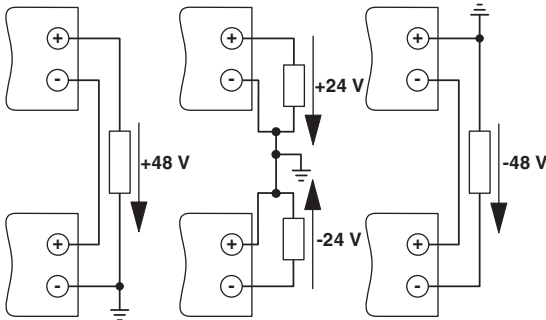 + + +
- - -
+24 V
+48 V
-48 V
+ + +
-24 V
- - -